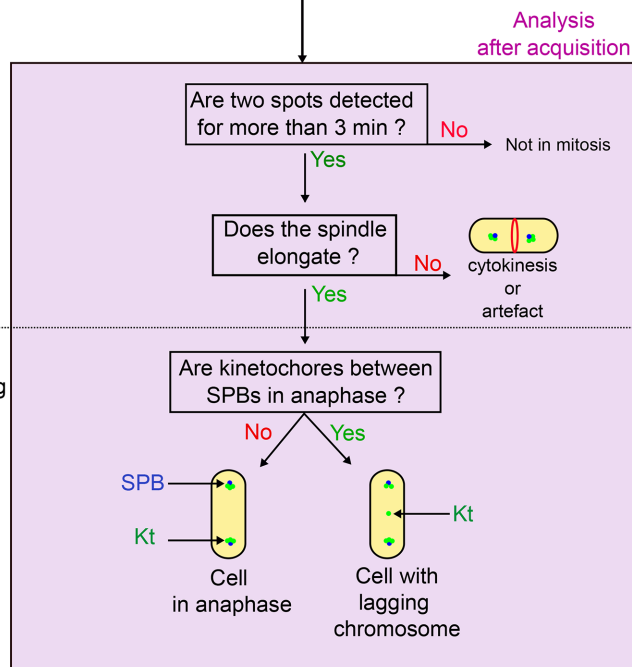 Analysis
after acquisition
Are two spots detected
for more than 3 min ?
No
Not in mitosis
Yes
Does the spindle
elongate ?
No
cytokinesis
or
artefact
Yes
g
Are kinetochores between
SPBs in anaphase ?
No
Yes
SPB
Kt
Kt
Cell
in anaphase
Cell with
lagging
chromosome